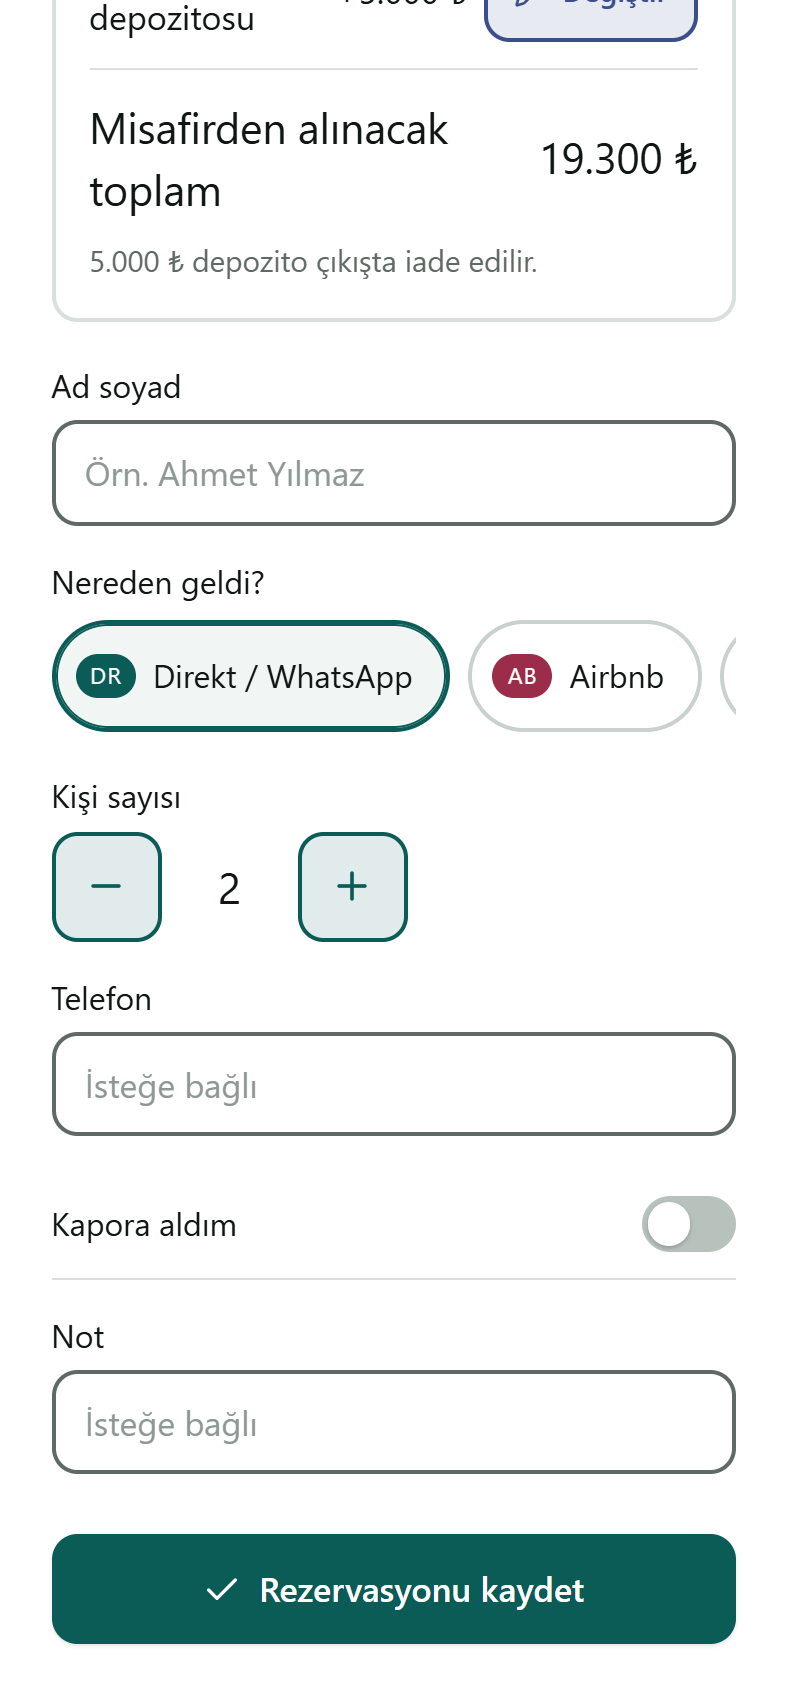 depozitosu
Misafirden alınacak
toplam
19.300 ₺
5.000 ₺ depozito çıkışta iade edilir.
Ad soyad
Örn. Ahmet Yılmaz
Nereden geldi?
DR Direkt / WhatsApp AB Airbnb
Kişi sayısı
− 2 +
Telefon
İsteğe bağlı
Kapora aldım
Not
İsteğe bağlı
Rezervasyonu kaydet